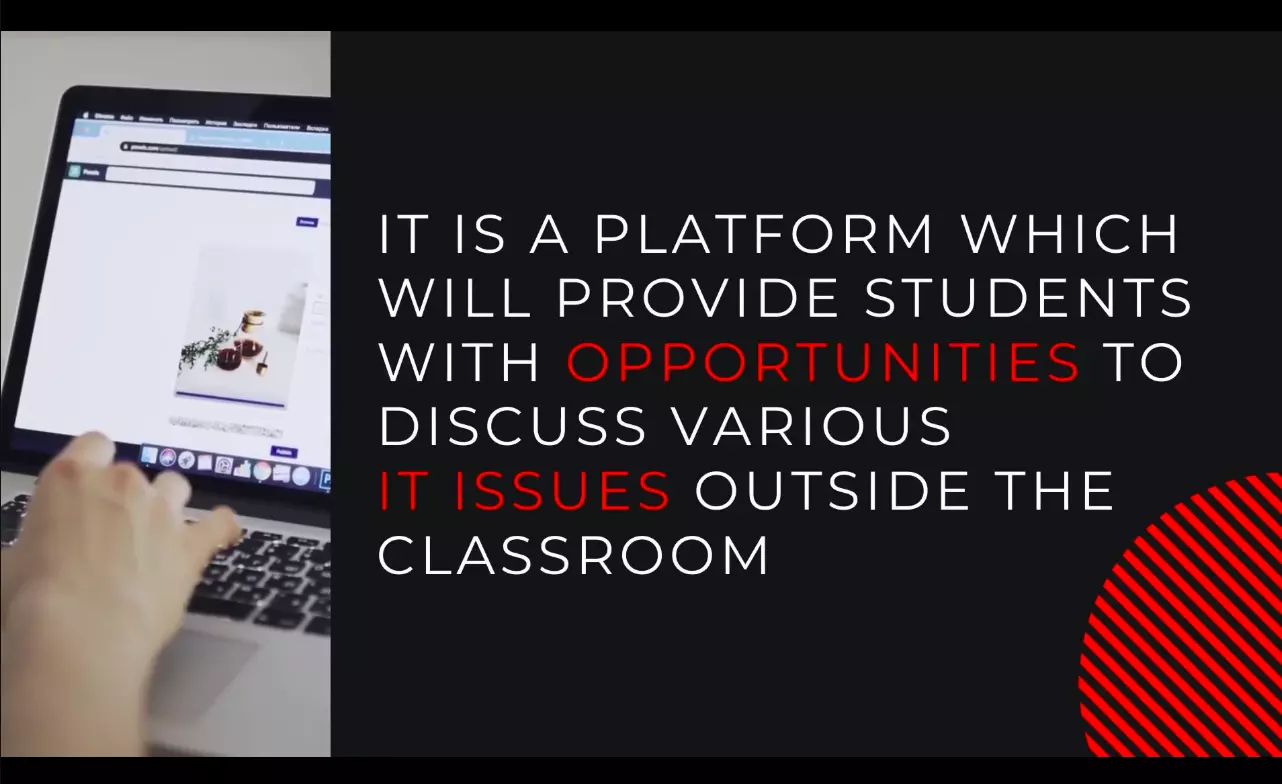 IT IS A PLATFORM WHICH
WILL PROVIDE STUDENTS
WITH OPPORTUNITIES TO
DISCUSS VARIOUS
IT ISSUES OUTSIDE THE
CLASSROOM